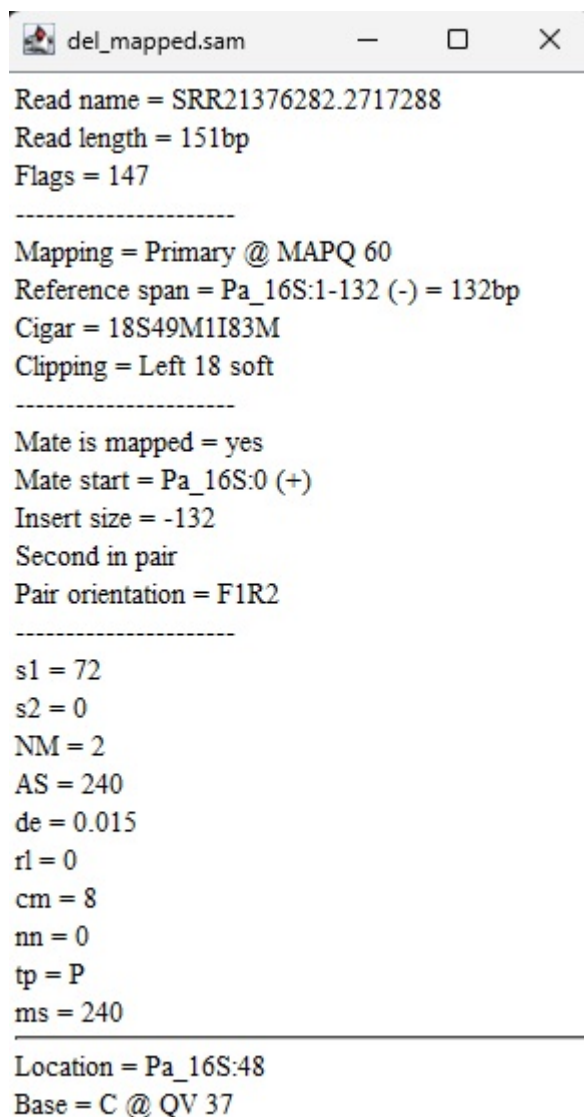 del_mapped.sam
Read name = SRR21376282.2717288
Read length = 151bp
Flags = 147
----------------------
Mapping = Primary @ MAPQ 60
Reference span = Pa_16S:1-132 (-) = 132bp
Cigar = 18S49M1I83M
Clipping = Left 18 soft
----------------------
Mate is mapped = yes
Mate start = Pa_16S:0 (+)
Insert size = -132
Second in pair
Pair orientation = F1R2
----------------------
s1 = 72
s2 = 0
NM = 2
AS = 240
de = 0.015
rl = 0
cm = 8
nn = 0
tp = P
ms = 240
Location = Pa_16S:48
Base = C @ QV 37